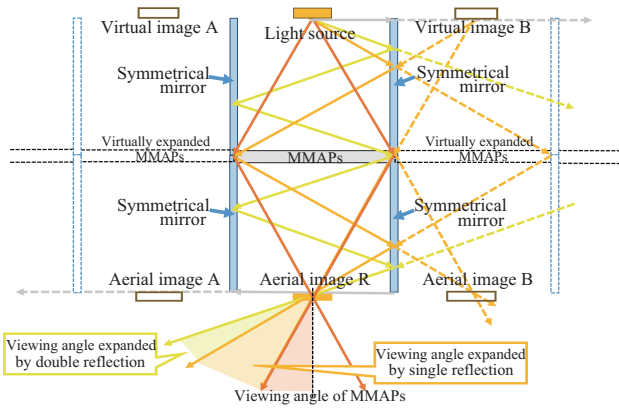 Virtual image A
Light source
Virtual image B
Symmetrical
mirror
Symmetrical
mirror
Virtually expanded
MMAPs
MMAPs
Virtually expanded
MMAPs
Symmetrical
mirror
Symmetrical
mirror
Aerial image A
Aerial image R
Aerial image B
Viewing angle expanded
by double reflection
Viewing angle expanded
by single reflection
Viewing angle of MMAPs